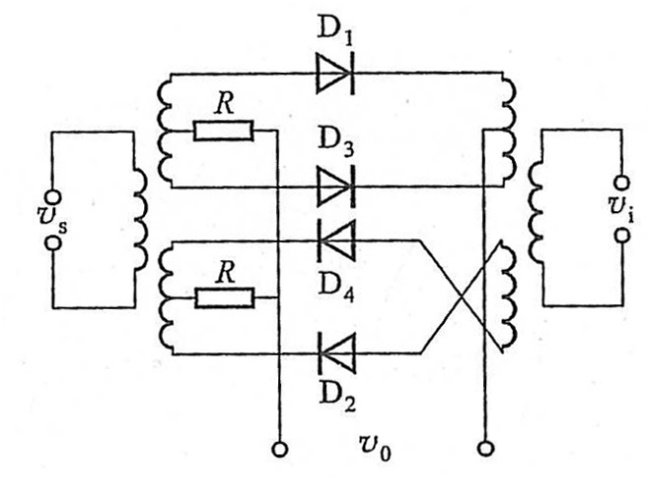 D₁
R
D₃
vₛ
vᵢ
R
D₄
D₂
v₀